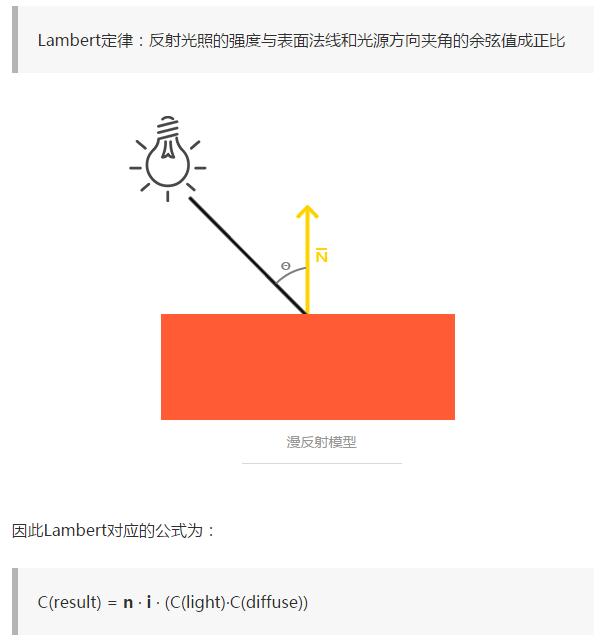 Lambert定律：反射光照的强度与表面法线和光源方向夹角的余弦值成正比
Θ
N̅
漫反射模型
因此Lambert对应的公式为：
C(result) = n · i · (C(light)·C(diffuse))